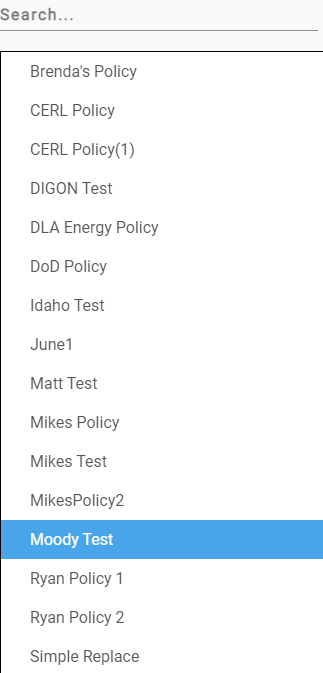 Search...
Brenda's Policy
CERL Policy
CERL Policy(1)
DIGON Test
DLA Energy Policy
DoD Policy
Idaho Test
June1
Matt Test
Mikes Policy
Mikes Test
MikesPolicy2
Moody Test
Ryan Policy 1
Ryan Policy 2
Simple Replace